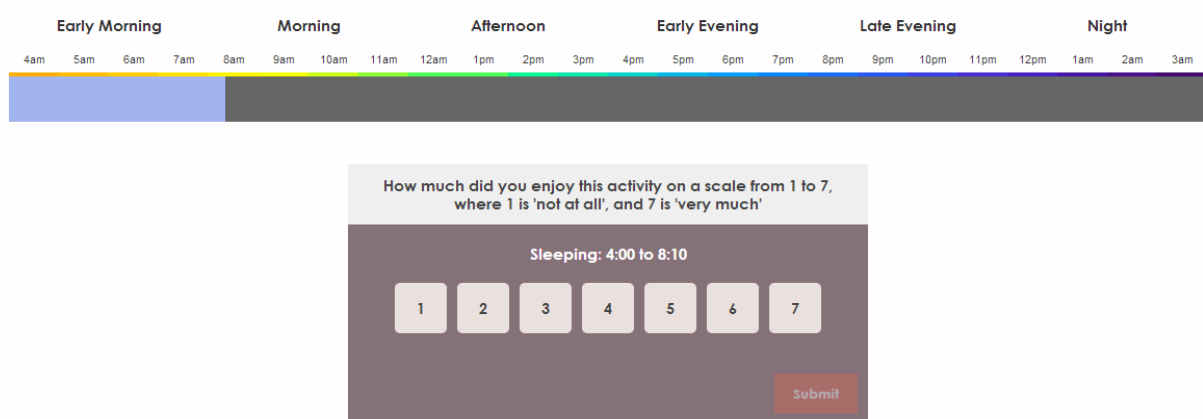 Early Morning Morning Afternoon Early Evening Late Evening Night
4am 5am 6am 7am 8am 9am 10am 11am 12am 1pm 2pm 3pm 4pm 5pm 6pm 7pm 8pm 9pm 10pm 11pm 12pm 1am 2am 3am
How much did you enjoy this activity on a scale from 1 to 7,
where 1 is 'not at all', and 7 is 'very much'
Sleeping: 4:00 to 8:10
1 2 3 4 5 6 7
Submit